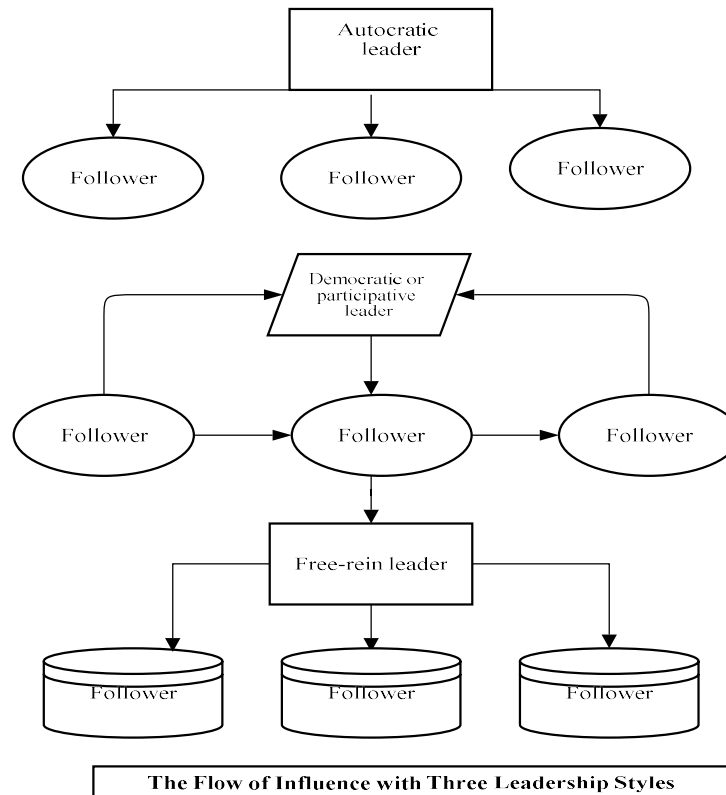 Autocratic
leader
Follower
Follower
Follower
Democratic or
participative
leader
Follower
Follower
Follower
Free-rein leader
Follower
Follower
Follower
The Flow of Influence with Three Leadership Styles